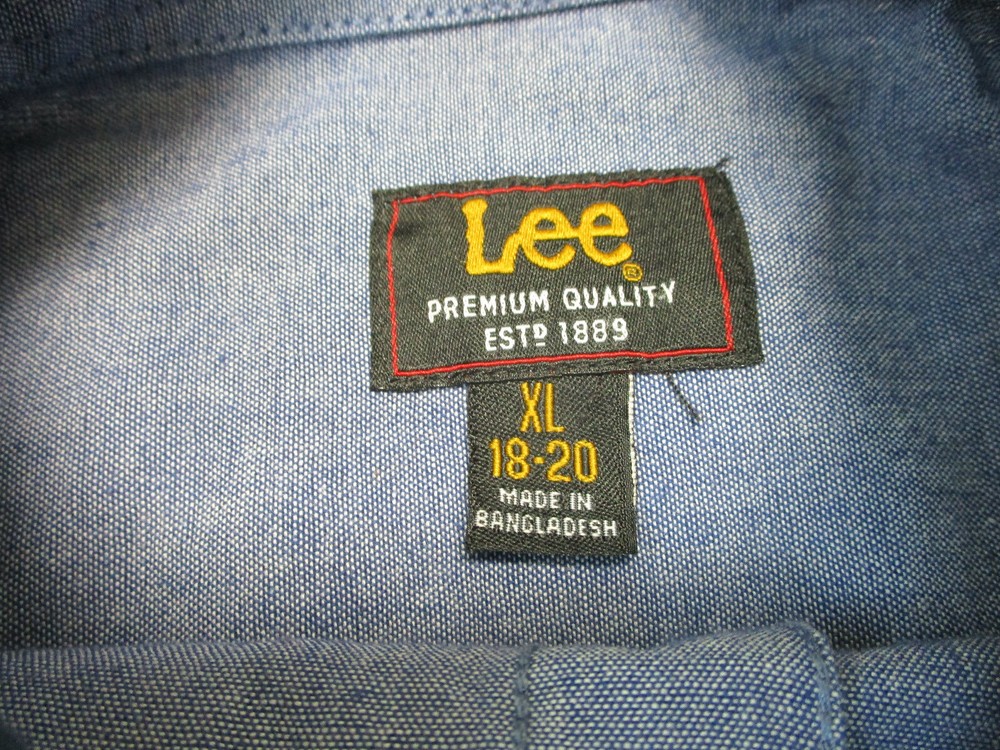 Lee®
PREMIUM QUALITY
ESTD 1889
XL
18-20
MADE IN
BANGLADESH